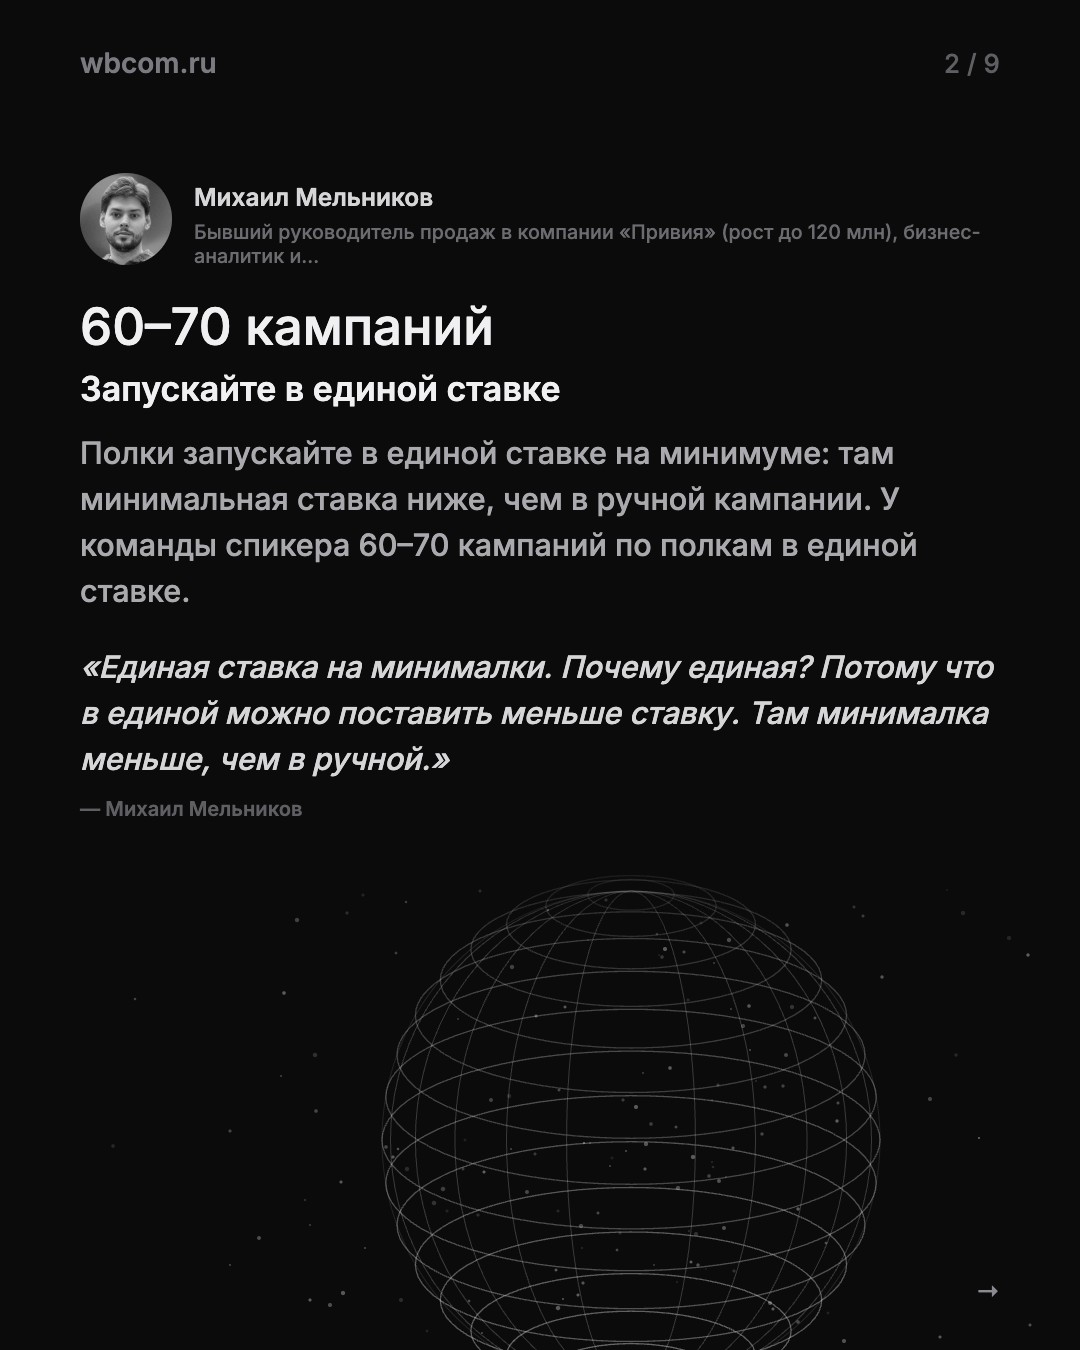 wbcom.ru
2 / 9
Михаил Мельников
Бывший руководитель продаж в компании «Привия» (рост до 120 млн), бизнес-
аналитик и...
60–70 кампаний
Запускайте в единой ставке
Полки запускайте в единой ставке на минимуме: там
минимальная ставка ниже, чем в ручной кампании. У
команды спикера 60–70 кампаний по полкам в единой
ставке.
«Единая ставка на минималки. Почему единая? Потому что
в единой можно поставить меньше ставку. Там минималка
меньше, чем в ручной.»
— Михаил Мельников
→